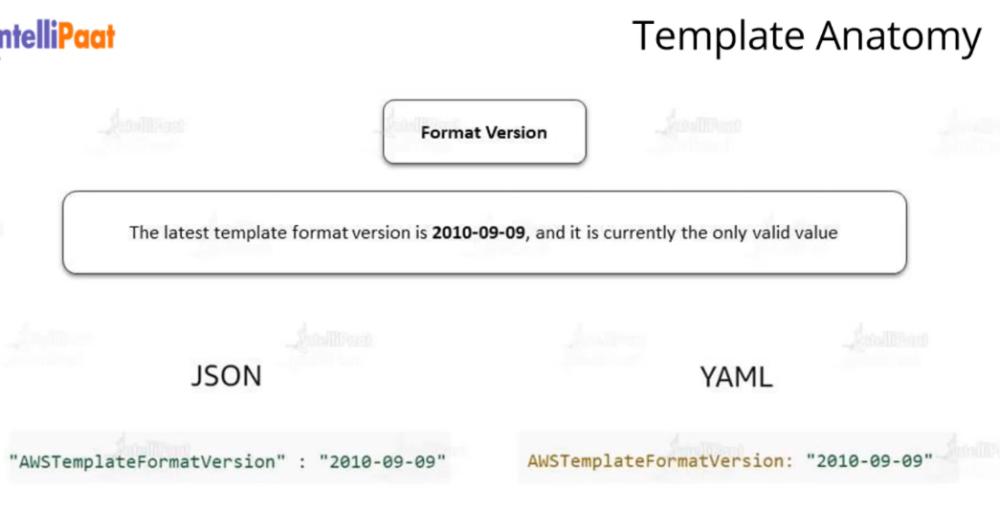 ntelliPaat
Template Anatomy
Format Version
The latest template format version is 2010-09-09, and it is currently the only valid value
JSON
YAML
"AWSTemplateFormatVersion" : "2010-09-09"
AWSTemplateFormatVersion: "2010-09-09"